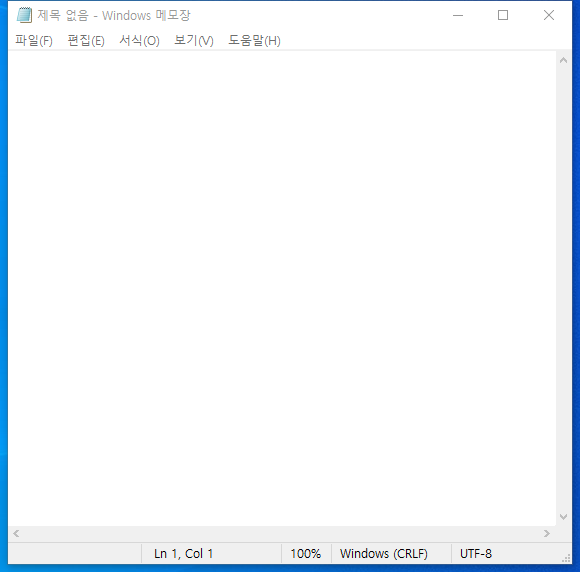 제목 없음 - Windows 메모장
파일(F) 편집(E) 서식(O) 보기(V) 도움말(H)
Ln 1, Col 1 100% Windows (CRLF) UTF-8